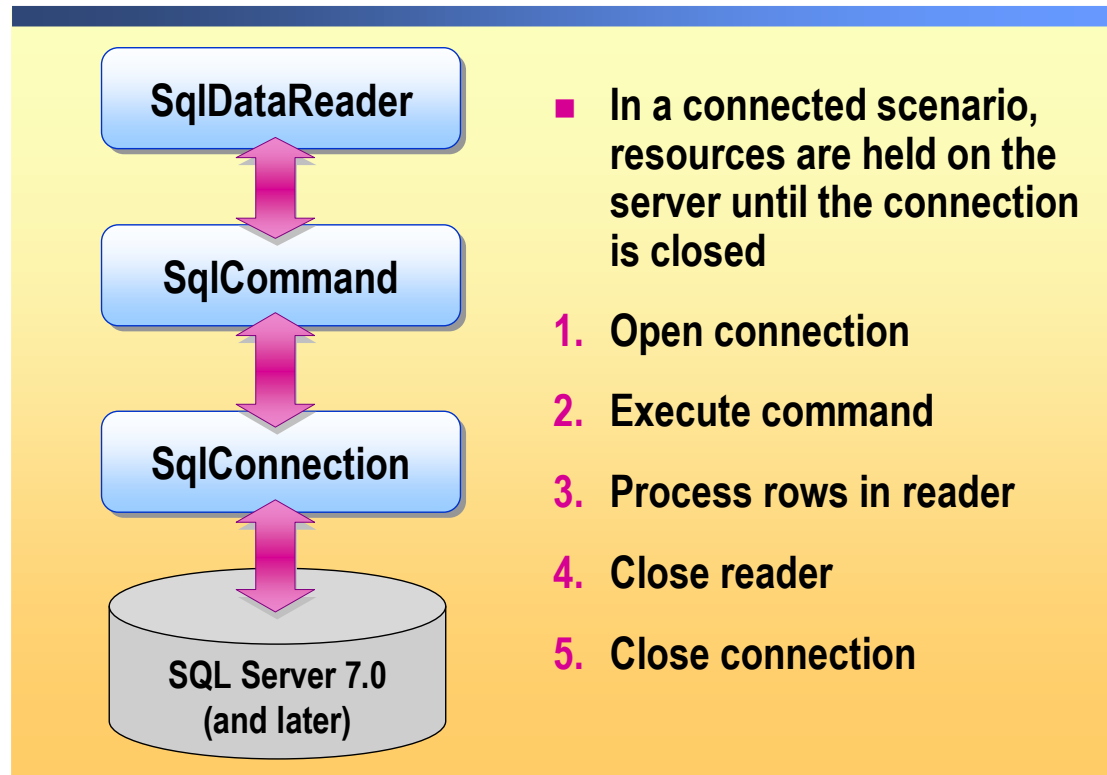 SqlDataReader
SqlCommand
SqlConnection
SQL Server 7.0
(and later)
In a connected scenario,
resources are held on the
server until the connection
is closed
1. Open connection
2. Execute command
3. Process rows in reader
4. Close reader
5. Close connection